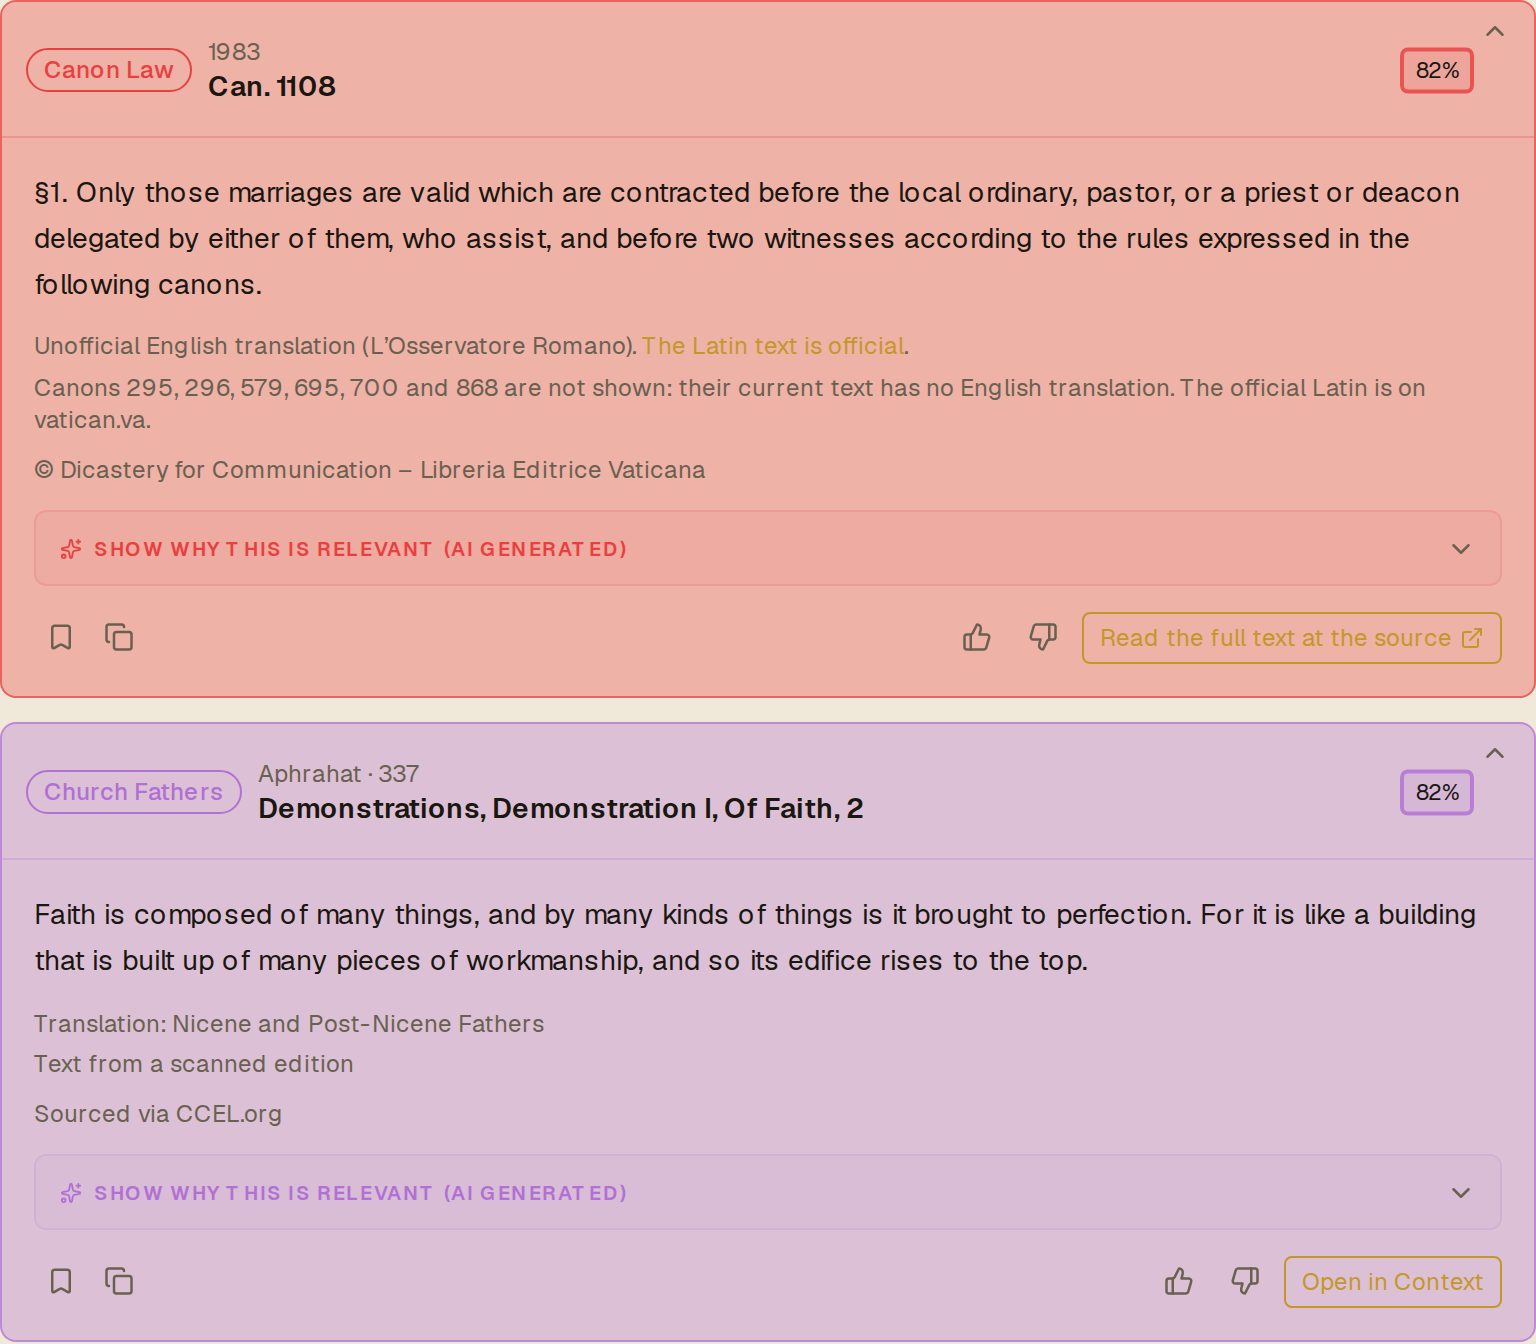 Canon Law
1983
Can. 1108
82%
§1. Only those marriages are valid which are contracted before the local ordinary, pastor, or a priest or deacon
delegated by either of them, who assist, and before two witnesses according to the rules expressed in the
following canons.
Unofficial English translation (L’Osservatore Romano). The Latin text is official.
Canons 295, 296, 579, 695, 700 and 868 are not shown: their current text has no English translation. The official Latin is on
vatican.va.
© Dicastery for Communication – Libreria Editrice Vaticana
SHOW WHY THIS IS RELEVANT (AI GENERATED)
Read the full text at the source
Church Fathers
Aphrahat · 337
Demonstrations, Demonstration I, Of Faith, 2
82%
Faith is composed of many things, and by many kinds of things is it brought to perfection. For it is like a building
that is built up of many pieces of workmanship, and so its edifice rises to the top.
Translation: Nicene and Post-Nicene Fathers
Text from a scanned edition
Sourced via CCEL.org
SHOW WHY THIS IS RELEVANT (AI GENERATED)
Open in Context